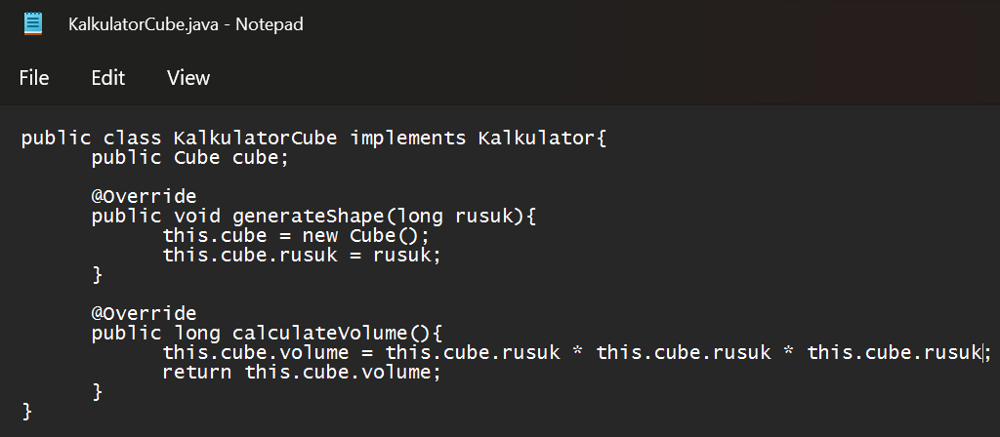 KalkulatorCube.java - Notepad
File Edit View
public class KalkulatorCube implements Kalkulator{
public Cube cube;
@Override
public void generateShape(long rusuk){
this.cube = new Cube();
this.cube.rusuk = rusuk;
}
@Override
public long calculateVolume(){
this.cube.volume = this.cube.rusuk * this.cube.rusuk * this.cube.rusuk;
return this.cube.volume;
}
}